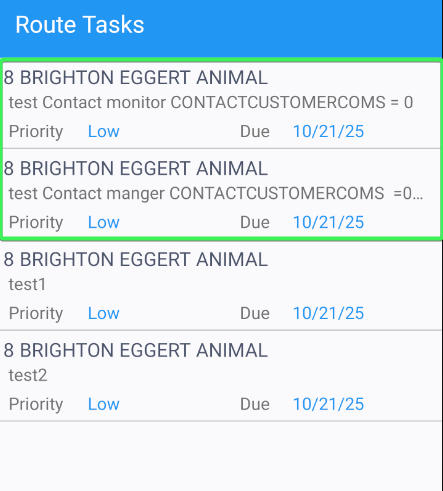 Route Tasks
8 BRIGHTON EGGERT ANIMAL
test Contact monitor CONTACTCUSTOMERCOMS = 0
Priority Low Due 10/21/25
8 BRIGHTON EGGERT ANIMAL
test Contact manger CONTACTCUSTOMERCOMS =0...
Priority Low Due 10/21/25
8 BRIGHTON EGGERT ANIMAL
test1
Priority Low Due 10/21/25
8 BRIGHTON EGGERT ANIMAL
test2
Priority Low Due 10/21/25